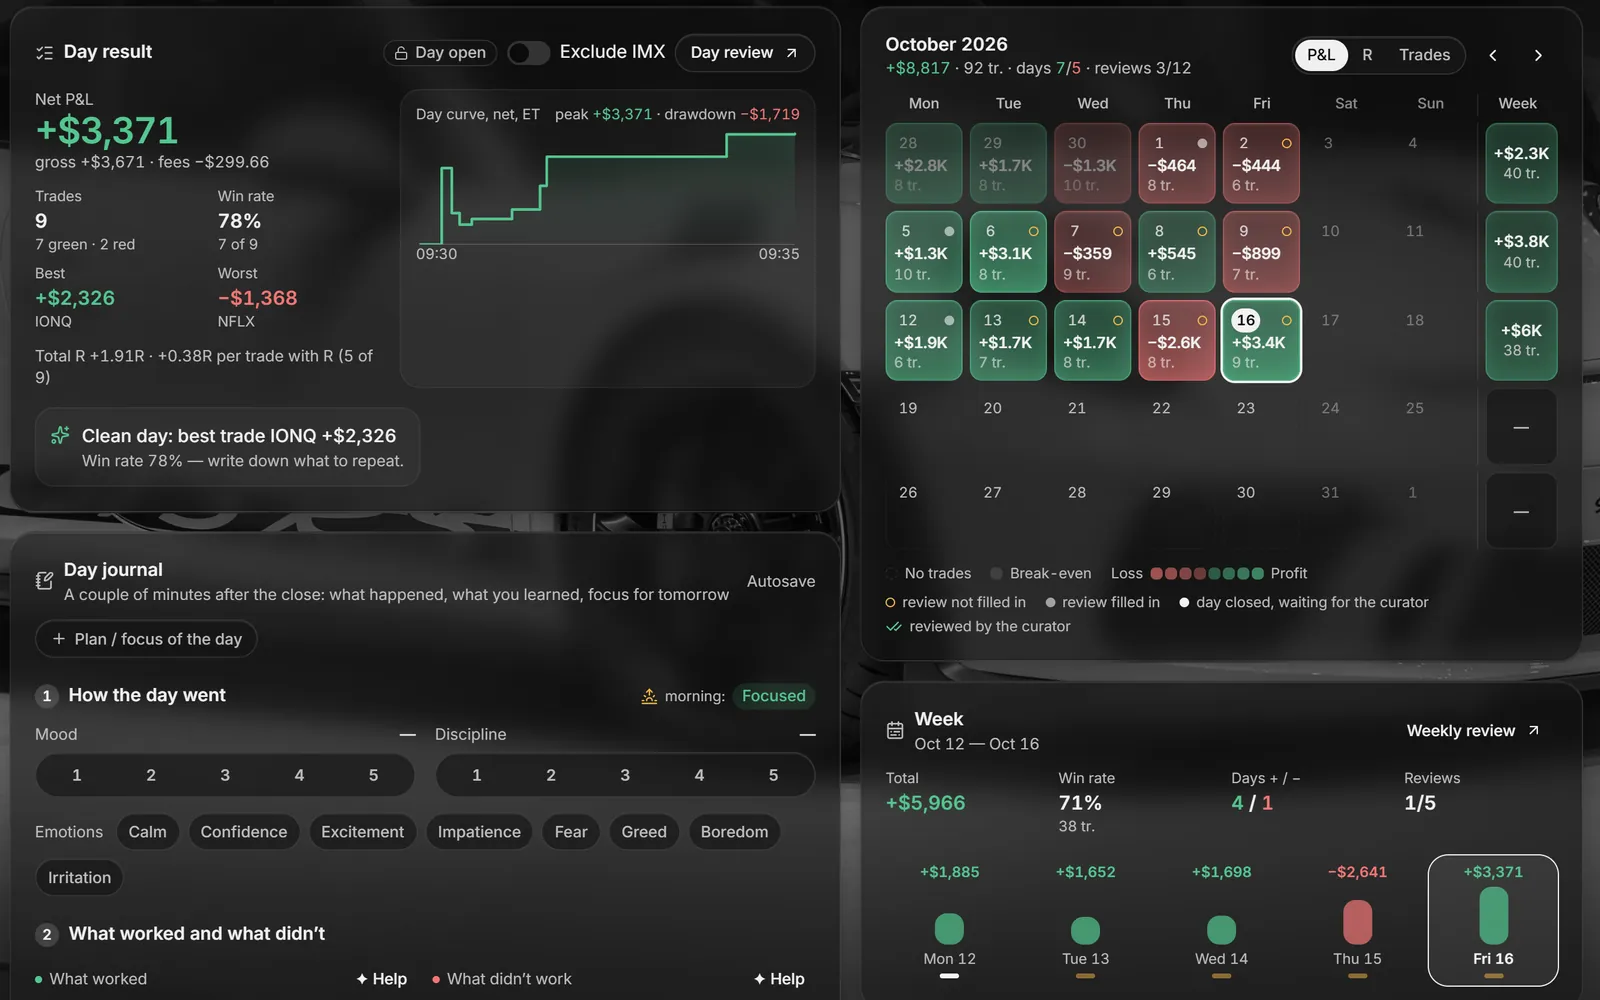 Day result
Day open
Exclude IMX
Day review
Net P&L
+$3,371
gross +$3,671 · fees −$299.66
Trades
Win rate
9
78%
7 green · 2 red
7 of 9
Best
Worst
+$2,326
−$1,368
IONQ
NFLX
Total R +1.91R · +0.38R per trade with R (5 of
9)
Day curve, net, ET
peak +$3,371 · drawdown −$1,719
09:30
09:35
Clean day: best trade IONQ +$2,326
Win rate 78% — write down what to repeat.
Day journal
A couple of minutes after the close: what happened, what you learned, focus for tomorrow
Autosave
+ Plan / focus of the day
1 How the day went
morning: Focused
Mood —
Discipline —
1 2 3 4 5
1 2 3 4 5
Emotions Calm Confidence Excitement Impatience Fear Greed Boredom
Irritation
2 What worked and what didn’t
What worked
Help
What didn’t work
Help
October 2026
+$8,817 · 92 tr. · days 7/5 · reviews 3/12
P&L R Trades
Mon Tue Wed Thu Fri Sat Sun Week
28 29 30 1 2 3 4
+$2.8K +$1.7K −$1.3K −$464 −$444 +$2.3K
8 tr. 8 tr. 10 tr. 8 tr. 6 tr. 40 tr.
5 6 7 8 9 10 11
+$1.3K +$3.1K −$359 +$545 −$899 +$3.8K
10 tr. 8 tr. 9 tr. 6 tr. 7 tr. 40 tr.
12 13 14 15 16 17 18
+$1.9K +$1.7K +$1.7K −$2.6K +$3.4K +$6K
6 tr. 7 tr. 8 tr. 8 tr. 9 tr. 38 tr.
19 20 21 22 23 24 25 —
26 27 28 29 30 31 1 —
No trades Break-even Loss Profit
review not filled in review filled in day closed, waiting for the curator
reviewed by the curator
Week
Oct 12 — Oct 16
Weekly review
Total Win rate Days + / − Reviews
+$5,966 71% 4 / 1 1/5
38 tr.
+$1,885 +$1,652 +$1,698 −$2,641 +$3,371
Mon 12 Tue 13 Wed 14 Thu 15 Fri 16